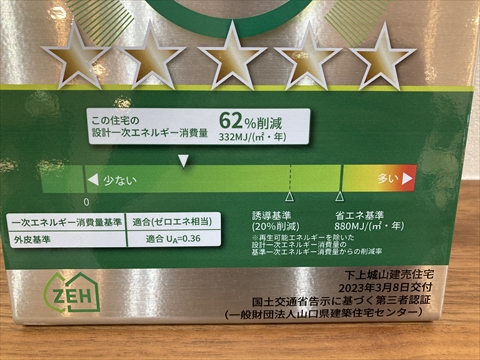 この住宅の
設計一次エネルギー消費量
62%削減
332MJ/(㎡・年)
少ない
多い
0
誘導基準
(20%削減)
省エネ基準
880MJ/(㎡・年)
※再生可能エネルギーを除いた
設計一次エネルギー消費量の
基準一次エネルギー消費量からの削減率
一次エネルギー消費量基準 適合(ゼロエネ相当)
外皮基準 適合 UA=0.36
ZEH
下上城山建売住宅
2023年3月8日交付
国土交通省告示に基づく第三者認証
(一般財団法人山口県建築住宅センター)